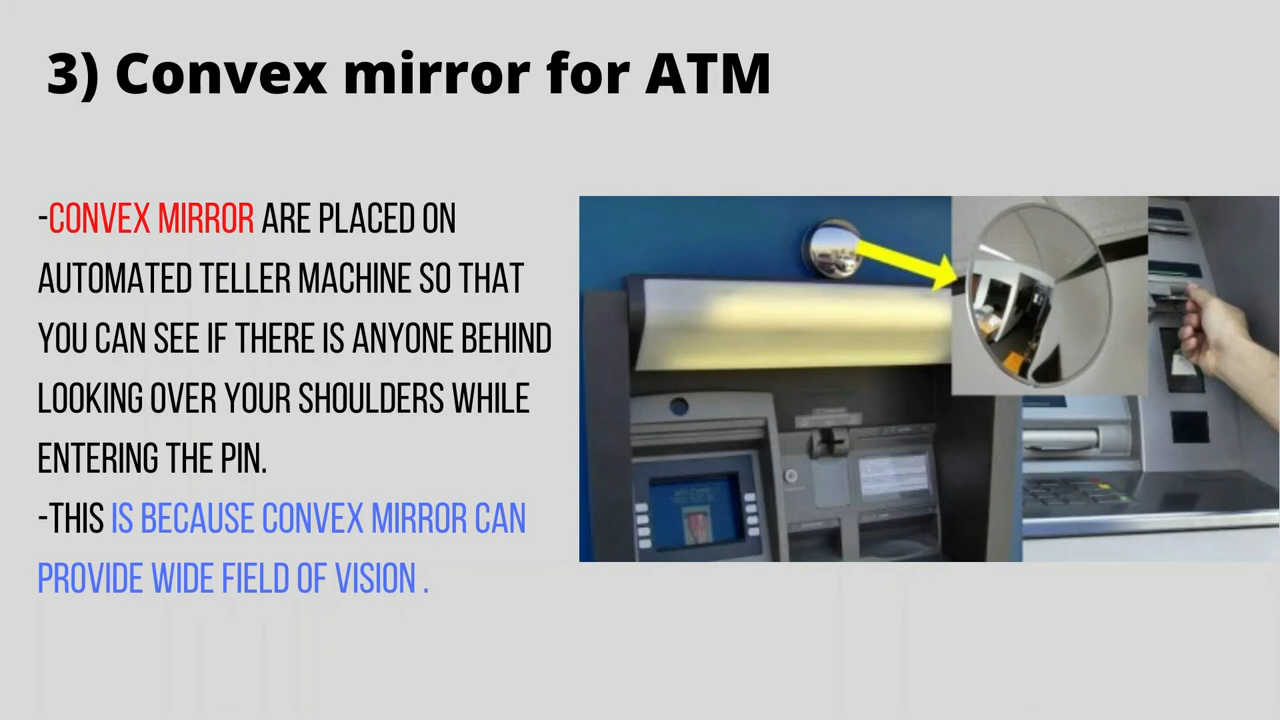 3) Convex mirror for ATM
-CONVEX MIRROR ARE PLACED ON
AUTOMATED TELLER MACHINE SO THAT
YOU CAN SEE IF THERE IS ANYONE BEHIND
LOOKING OVER YOUR SHOULDERS WHILE
ENTERING THE PIN.
-THIS IS BECAUSE CONVEX MIRROR CAN
PROVIDE WIDE FIELD OF VISION .